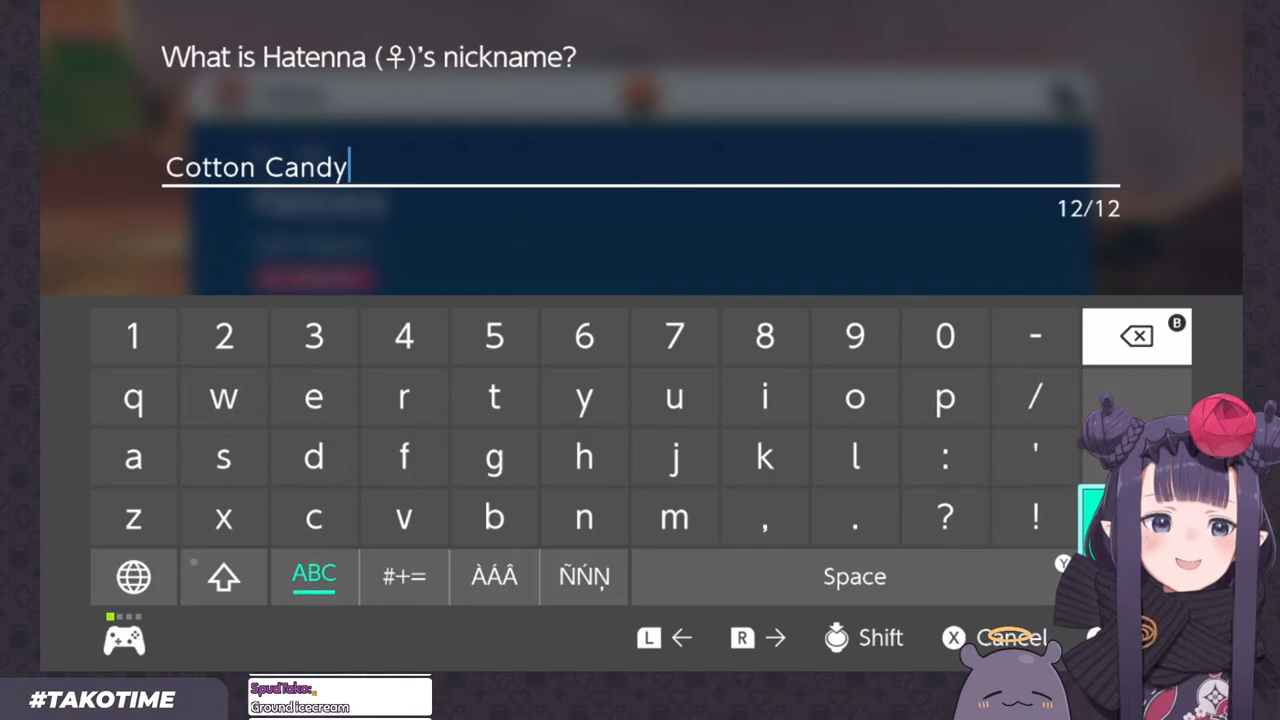 What is Hatenna (♀)'s nickname?
Cotton Candy
12/12
1 2 3 4 5 6 7 8 9 0 -
B
q w e r t y u i o p /
a s d f g h j k l : '
z x c v b n m , . ? !
ABC #+= ÀÁÂ ÑŃŅ Space
Y
L ← R → Shift X Cancel
#TAKOTIME
SpudTako:
Ground icecream